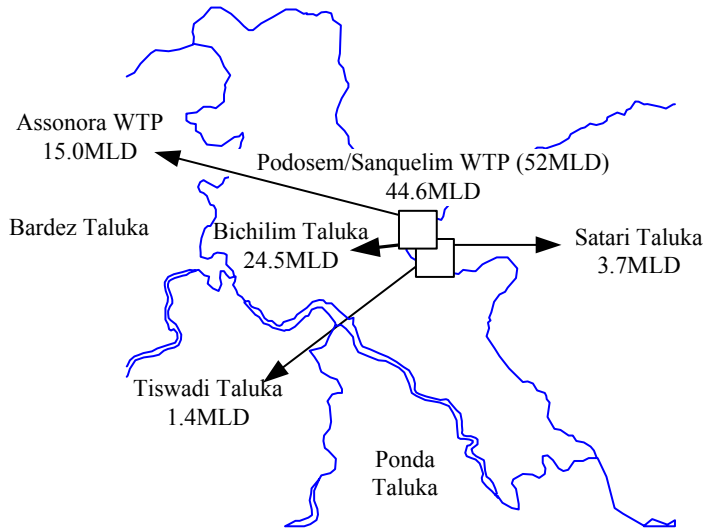 Assonora WTP
15.0MLD
Podosem/Sanquelim WTP (52MLD)
44.6MLD
Bardez Taluka
Bichilim Taluka
24.5MLD
Satari Taluka
3.7MLD
Tiswadi Taluka
1.4MLD
Ponda
Taluka